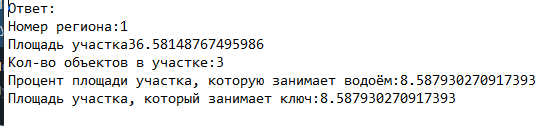 Ответ:
Номер региона:1
Площадь участка36.58148767495986
Кол-во объектов в участке:3
Процент площади участка, которую занимает водоём:8.587930270917393
Площадь участка, который занимает ключ:8.587930270917393